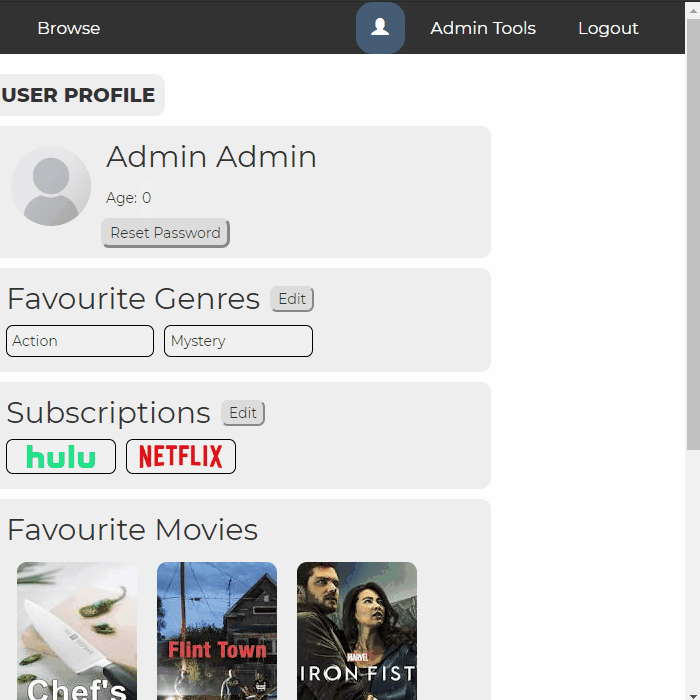 Browse
Admin Tools
Logout
USER PROFILE
Admin Admin
Age: 0
Reset Password
Favourite Genres
Edit
Action
Mystery
Subscriptions
Edit
hulu
NETFLIX
Favourite Movies
Chef's
Flint Town
MARVEL
IRON FIST